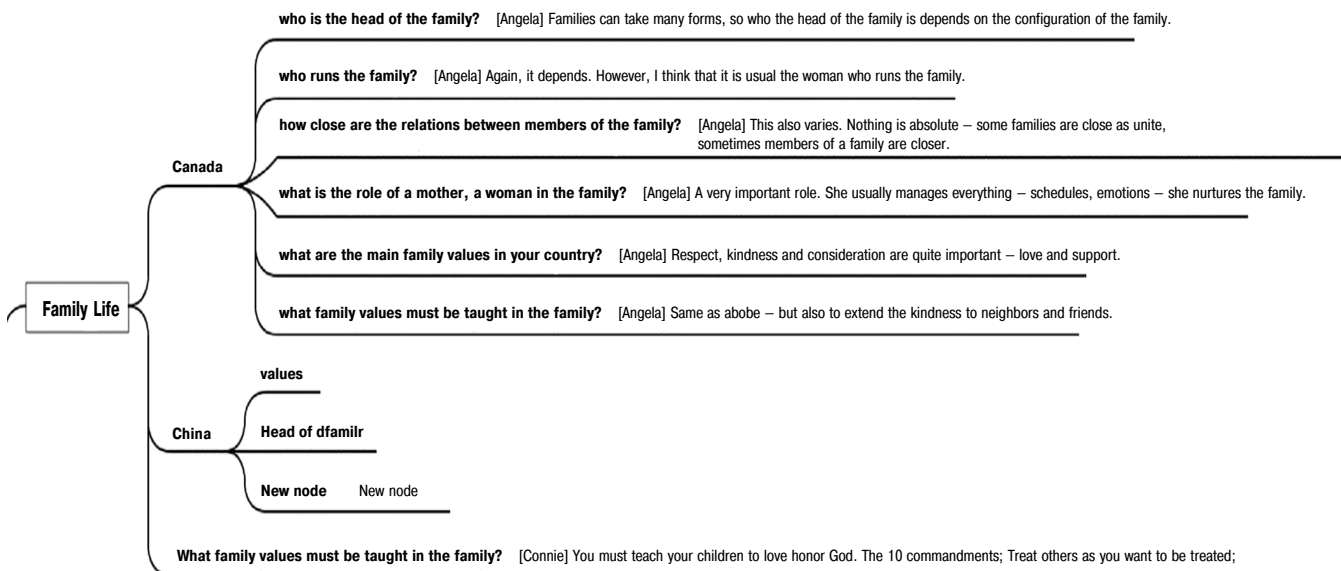 who is the head of the family? [Angela] Families can take many forms, so who the head of the family is depends on the configuration of the family.
who runs the family? [Angela] Again, it depends. However, I think that it is usual the woman who runs the family.
how close are the relations between members of the family? [Angela] This also varies. Nothing is absolute – some families are close as unite,
sometimes members of a family are closer.
Canada
what is the role of a mother, a woman in the family? [Angela] A very important role. She usually manages everything – schedules, emotions – she nurtures the family.
what are the main family values in your country? [Angela] Respect, kindness and consideration are quite important – love and support.
Family Life
what family values must be taught in the family? [Angela] Same as abobe – but also to extend the kindness to neighbors and friends.
values
China
Head of dfamilr
New node New node
What family values must be taught in the family? [Connie] You must teach your children to love honor God. The 10 commandments; Treat others as you want to be treated;